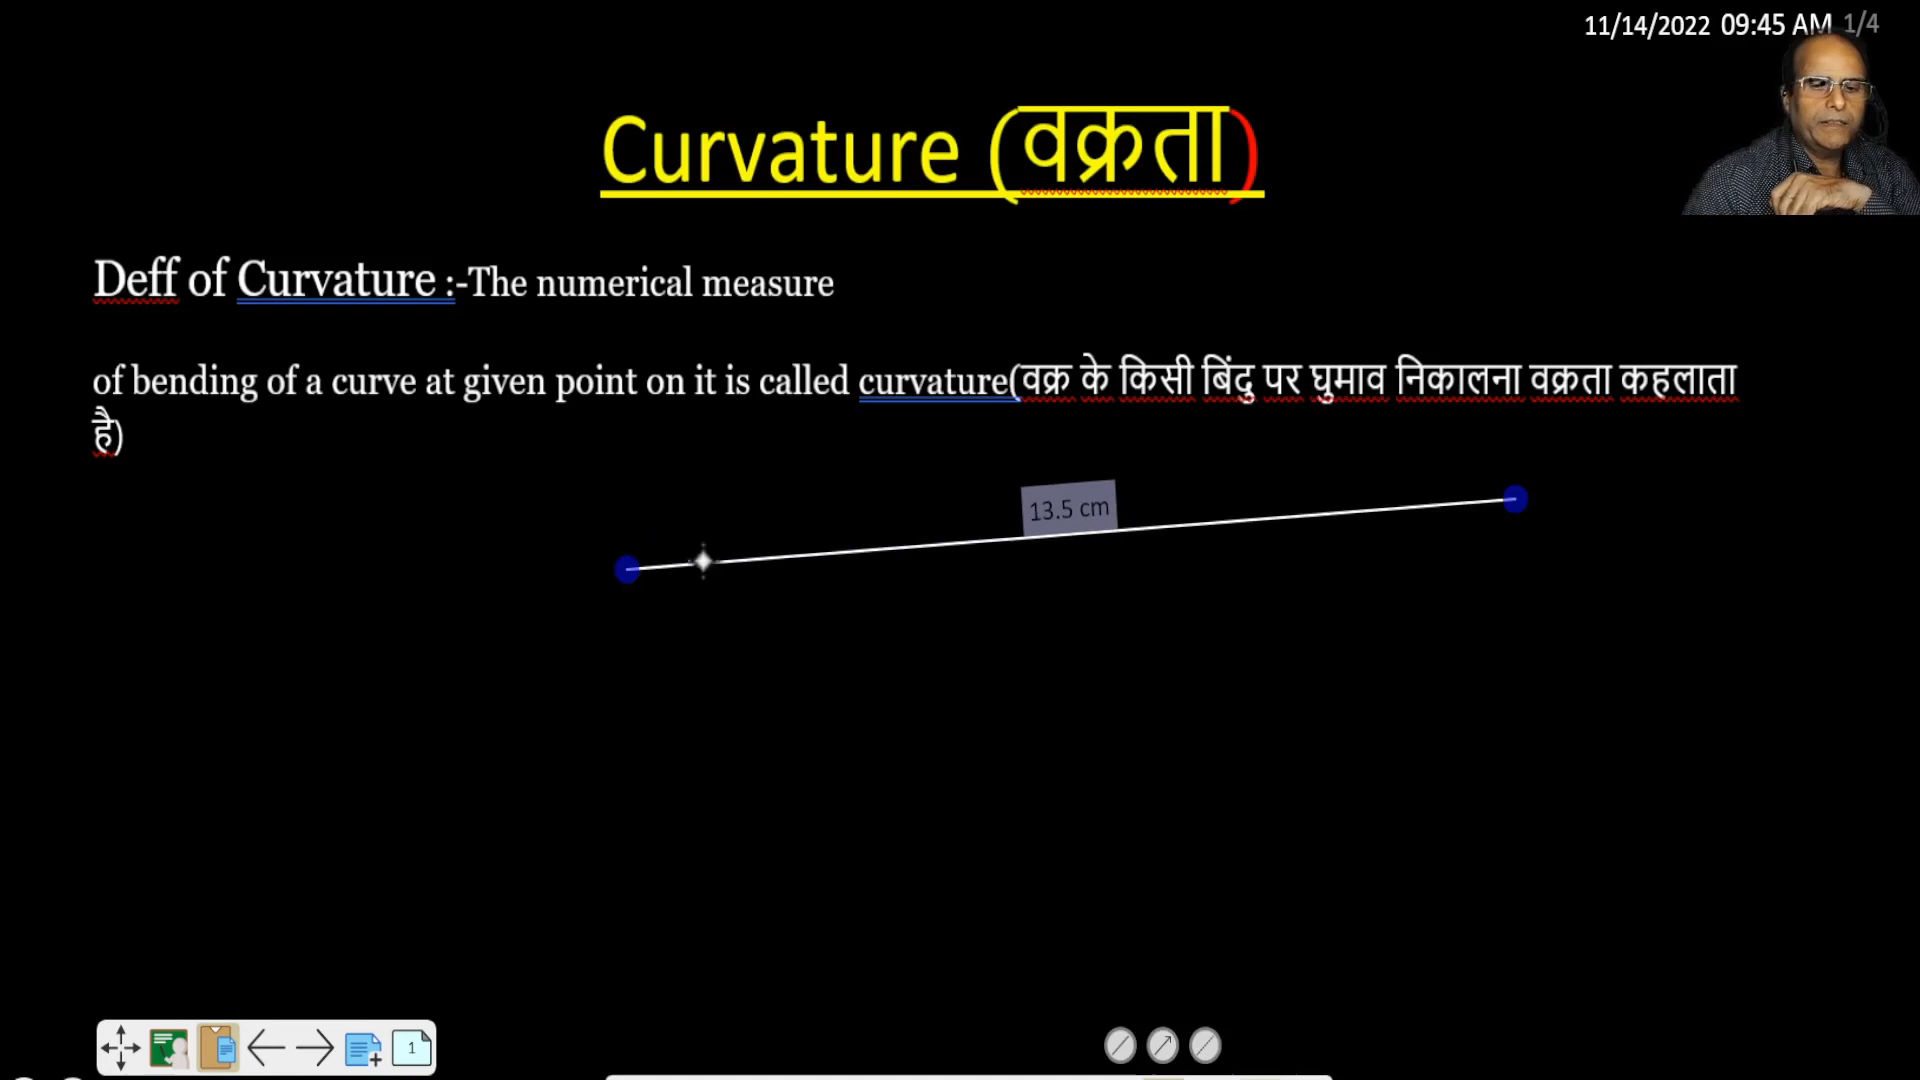 11/14/2022 09:45 AM 1/4
Curvature (वक्रता)
Deff of Curvature :-The numerical measure
of bending of a curve at given point on it is called curvature(वक्र के किसी बिंदु पर घुमाव निकालना वक्रता कहलाता
है)
13.5 cm
1